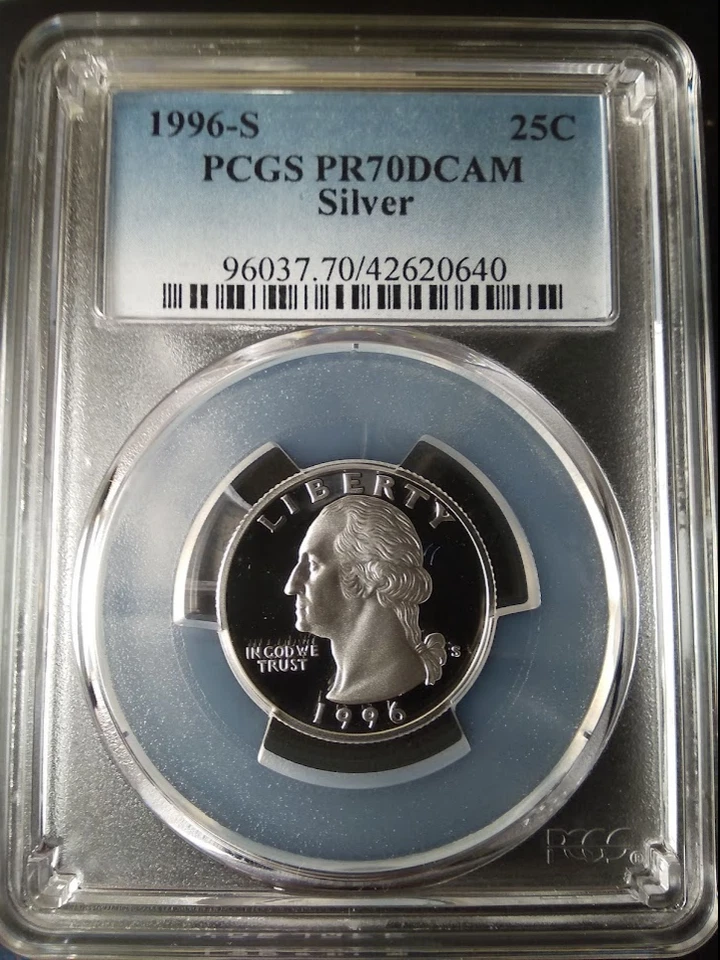 1996-S 25C
PCGS PR70DCAM
Silver
96037.70/42620640
LIBERTY
IN GOD WE
TRUST
S
1996
PCGS